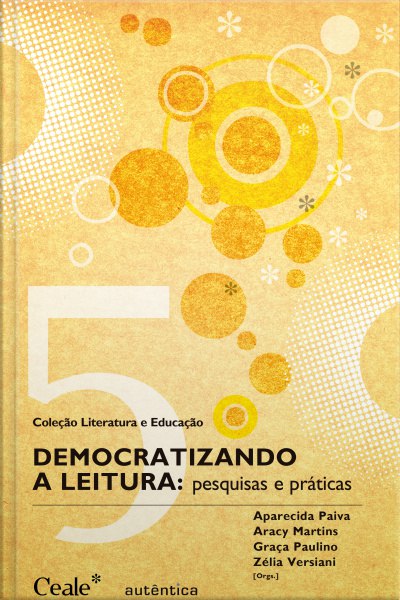 5
Coleção Literatura e Educação
DEMOCRATIZANDO
A LEITURA: pesquisas e práticas
Aparecida Paiva
Aracy Martins
Graça Paulino
Zélia Versiani
[Orgs.]
Ceale* autêntica